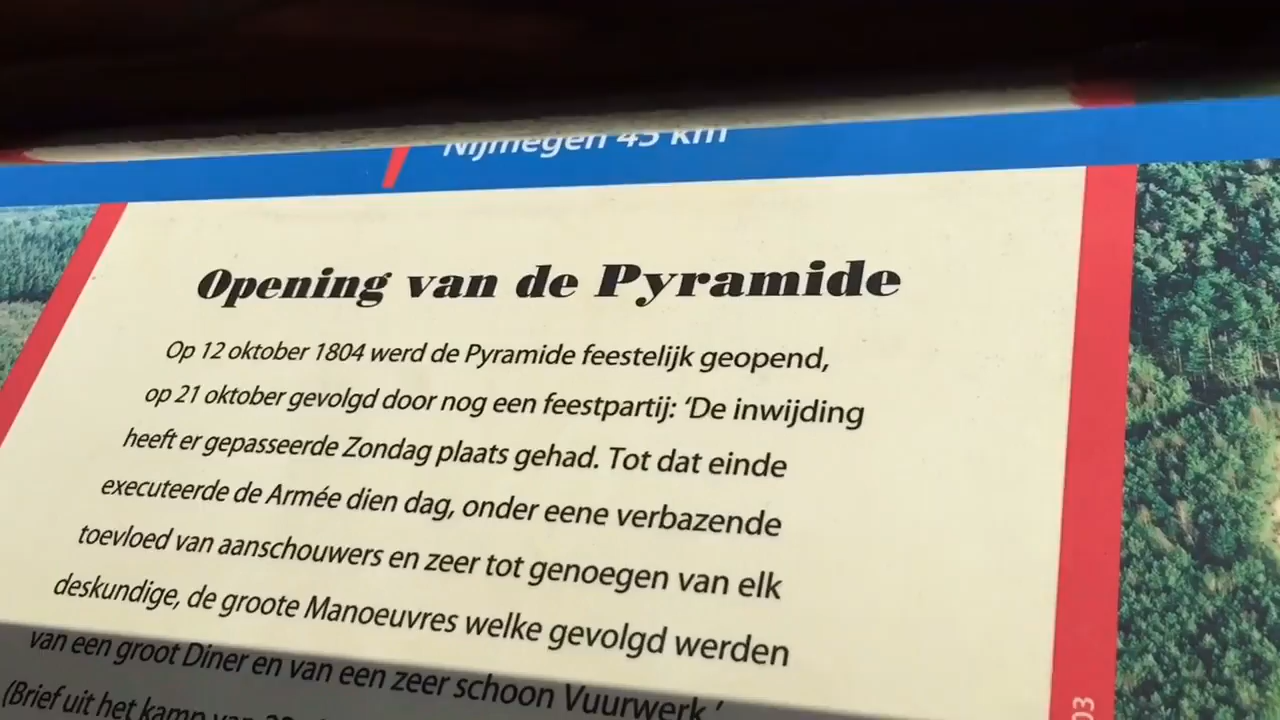 Nijmegen 45 km
Opening van de Pyramide
Op 12 oktober 1804 werd de Pyramide feestelijk geopend,
op 21 oktober gevolgd door nog een feestpartij: ‘De inwijding
heeft er gepasseerde Zondag plaats gehad. Tot dat einde
executeerde de Armée dien dag, onder eene verbazende
toevloed van aanschouwers en zeer tot genoegen van elk
deskundige, de groote Manoeuvres welke gevolgd werden
van een groot Diner en van een zeer schoon Vuurwerk.’
(Brief uit het kamp van
03